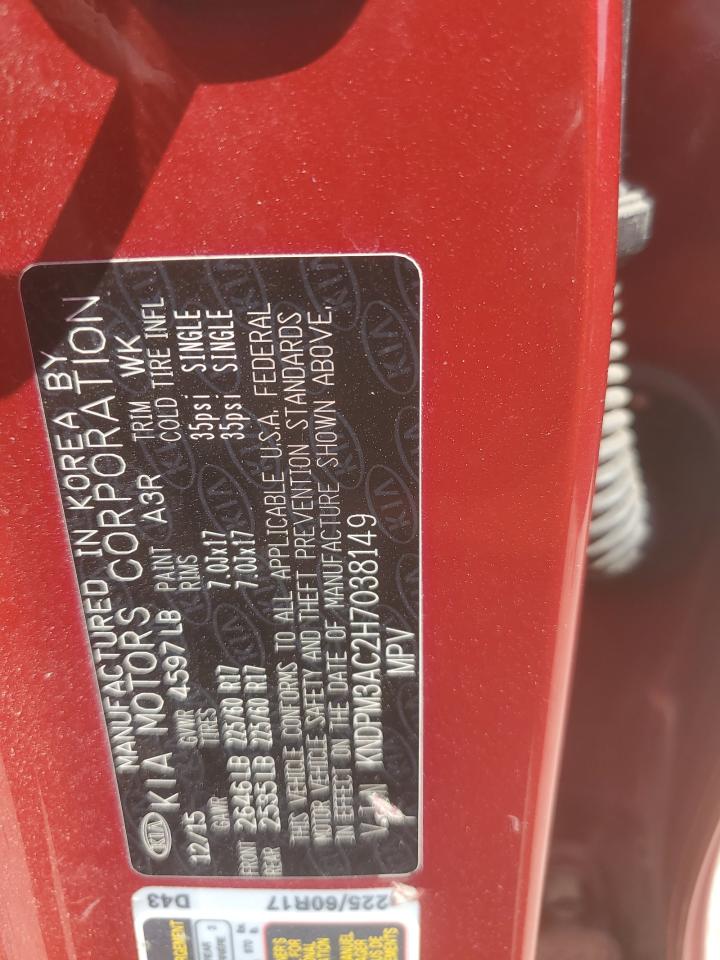 MANUFACTURED IN KOREA BY
KIA KIA MOTORS CORPORATION
12/15 GVWR 4597LB PAINT A3R TRIM WK
GAWR TIRES RIMS COLD TIRE INFL
FRONT 2646LB 225/60 R17 7.0Jx17 35psi SINGLE
REAR 2535LB 225/60 R17 7.0Jx17 35psi SINGLE
THIS VEHICLE CONFORMS TO ALL APPLICABLE U.S.A. FEDERAL
MOTOR VEHICLE SAFETY AND THEFT PREVENTION STANDARDS
IN EFFECT ON THE DATE OF MANUFACTURE SHOWN ABOVE.
V.I.N KNDPM3AC2H7038149
MPV
D43
225/60R17